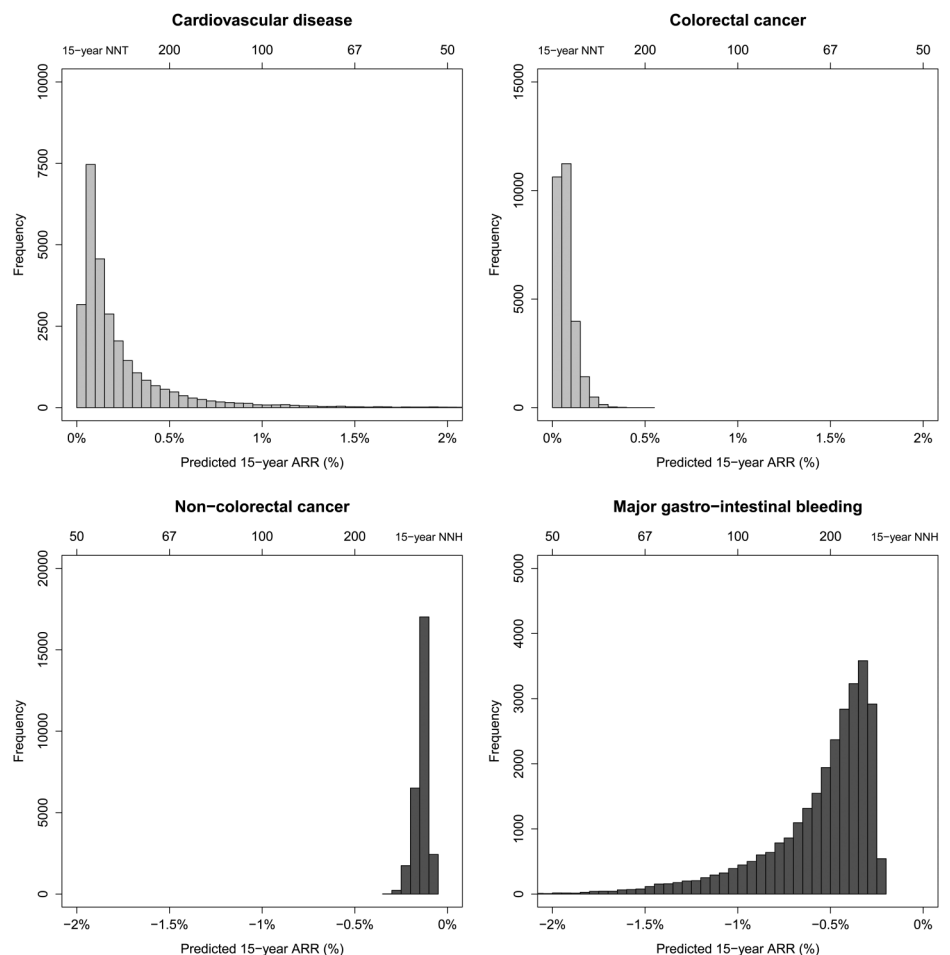 Cardiovascular disease
15−year NNT 200 100 67 50
10000
7500
5000
2500
0
Frequency
0% 0.5% 1% 1.5% 2%
Predicted 15−year ARR (%)
Colorectal cancer
15−year NNT 200 100 67 50
15000
10000
5000
0
Frequency
0% 0.5% 1% 1.5% 2%
Predicted 15−year ARR (%)
Non−colorectal cancer
50 67 100 200 15−year NNH
20000
15000
10000
5000
0
Frequency
−2% −1.5% −1% −0.5% 0%
Predicted 15−year ARR (%)
Major gastro−intestinal bleeding
50 67 100 200 15−year NNH
5000
4000
3000
2000
1000
0
Frequency
−2% −1.5% −1% −0.5% 0%
Predicted 15−year ARR (%)